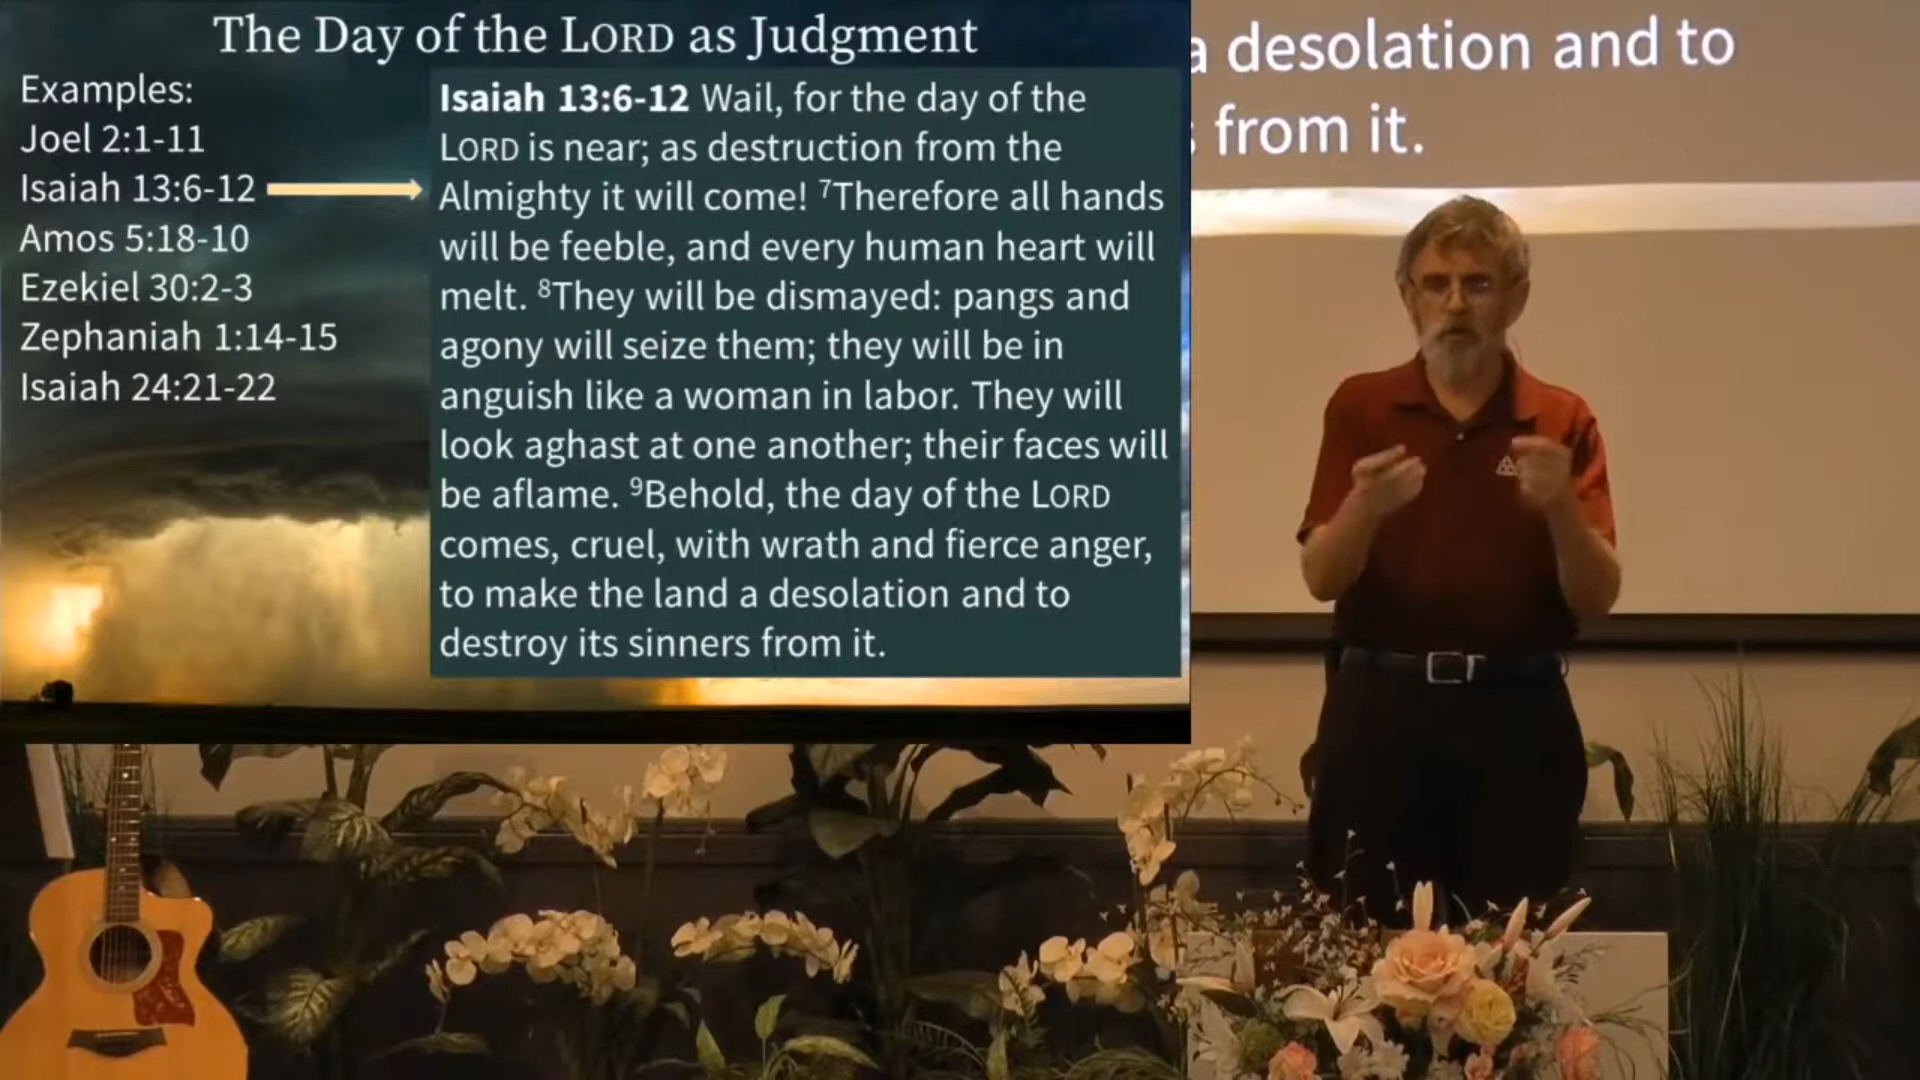 The Day of the LORD as Judgment
Examples:
Joel 2:1-11
Isaiah 13:6-12
Amos 5:18-10
Ezekiel 30:2-3
Zephaniah 1:14-15
Isaiah 24:21-22
Isaiah 13:6-12 Wail, for the day of the
LORD is near; as destruction from the
Almighty it will come! ⁷Therefore all hands
will be feeble, and every human heart will
melt. ⁸They will be dismayed: pangs and
agony will seize them; they will be in
anguish like a woman in labor. They will
look aghast at one another; their faces will
be aflame. ⁹Behold, the day of the LORD
comes, cruel, with wrath and fierce anger,
to make the land a desolation and to
destroy its sinners from it.
a desolation and to
from it.